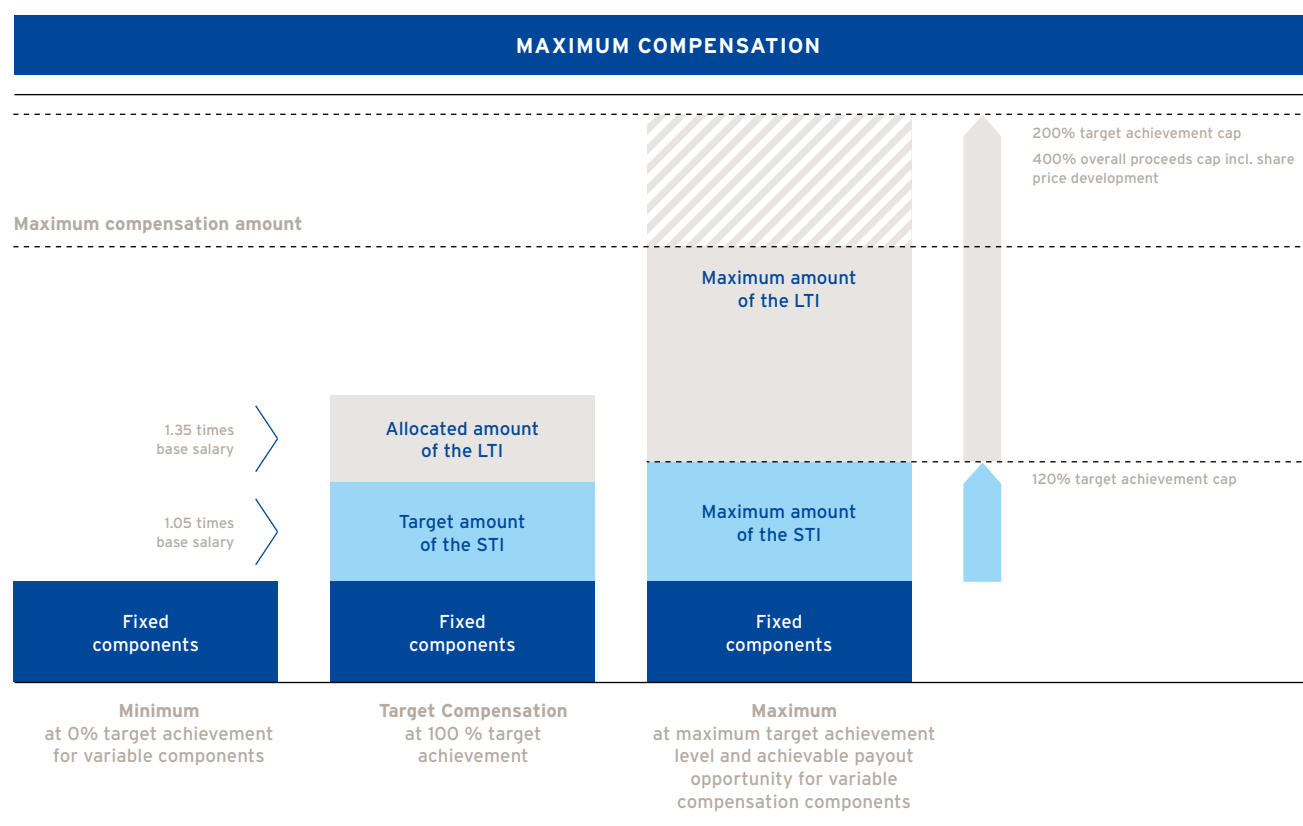 MAXIMUM COMPENSATION
200% target achievement cap
400% overall proceeds cap incl. share
price development
Maximum compensation amount
Maximum amount
of the LTI
1.35 times
base salary
Allocated amount
of the LTI
120% target achievement cap
1.05 times
base salary
Target amount
of the STI
Maximum amount
of the STI
Fixed
components
Fixed
components
Fixed
components
Minimum
at 0% target achievement
for variable components
Target Compensation
at 100 % target
achievement
Maximum
at maximum target achievement
level and achievable payout
opportunity for variable
compensation components